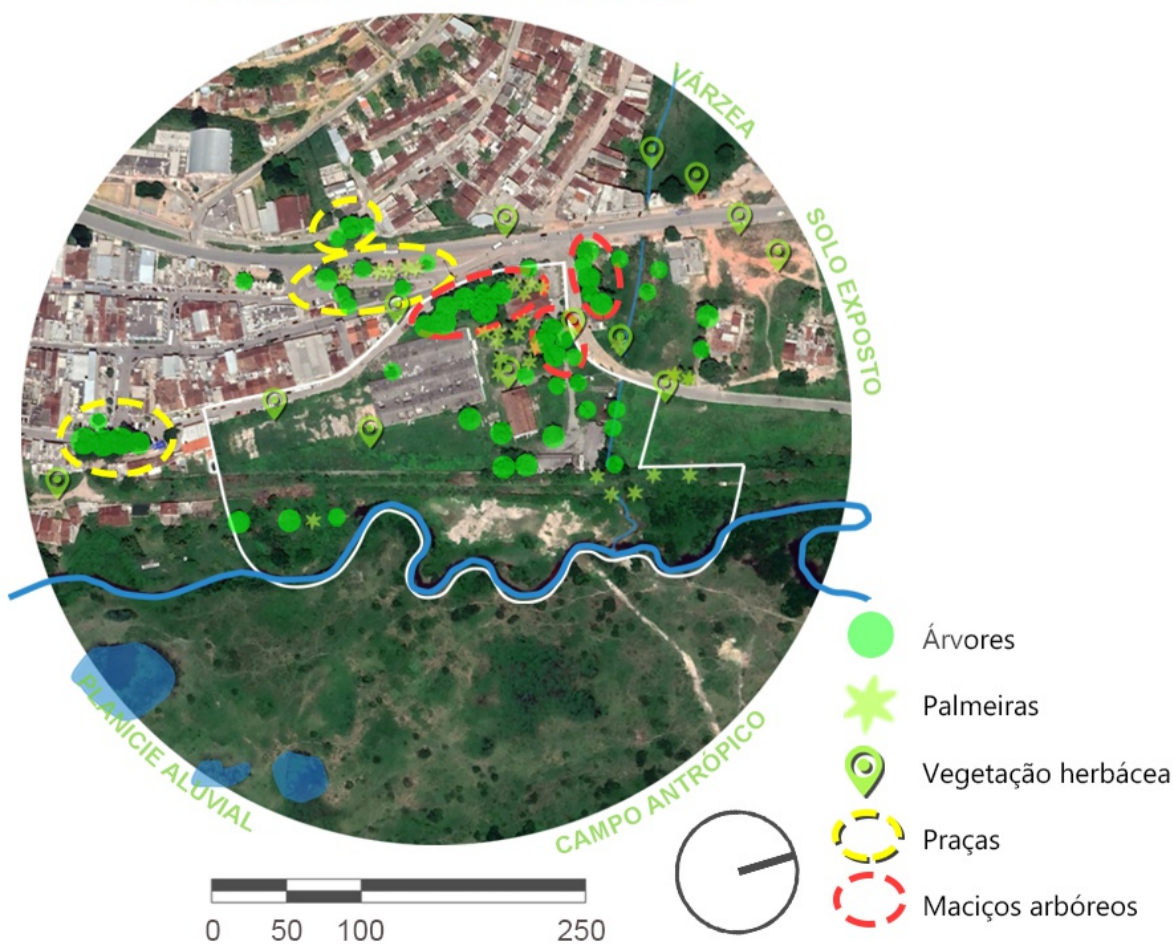 VÁRZEA
SOLO EXPOSTO
PLANÍCIE ALUVIAL
CAMPO ANTRÓPICO
Árvores
Palmeiras
Vegetação herbácea
Praças
Maciços arbóreos
0 50 100 250